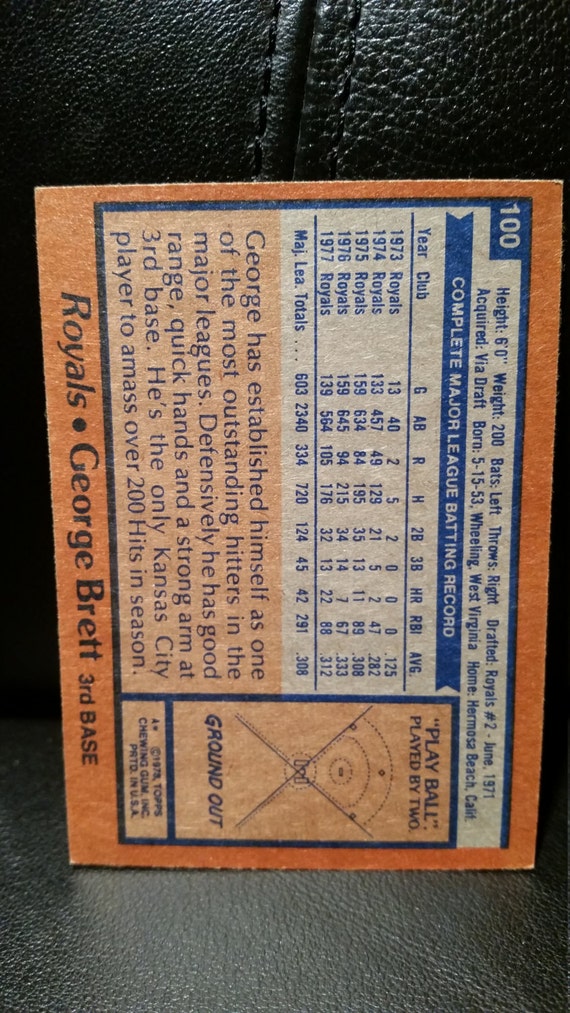 100
Height: 6'0" Weight: 200 Bats: Left Throws: Right Drafted: Royals #2 - June, 1971
Acquired: Via Draft Born: 5-15-53, Wheeling, West Virginia Home: Hermosa Beach, Calif.
COMPLETE MAJOR LEAGUE BATTING RECORD
Year Club G AB R H 2B 3B HR RBI AVG.
1973 Royals 13 40 2 5 2 0 0 0 .125
1974 Royals 133 457 49 129 21 5 2 47 .282
1975 Royals 159 634 84 195 35 13 11 89 .308
1976 Royals 159 645 94 215 34 14 7 67 .333
1977 Royals 139 564 105 176 32 13 22 88 .312
Maj. Lea. Totals .... 603 2340 334 720 124 45 42 291 .308
George has established himself as one
of the most outstanding hitters in the
major leagues. Defensively he has good
range, quick hands and a strong arm at
3rd base. He's the only Kansas City
player to amass over 200 Hits in season.
"PLAY BALL"
PLAYED BY TWO.
GROUND OUT
A* ©1978, TOPPS
CHEWING GUM, INC.
PRTD. IN U.S.A.
Royals • George Brett 3rd BASE